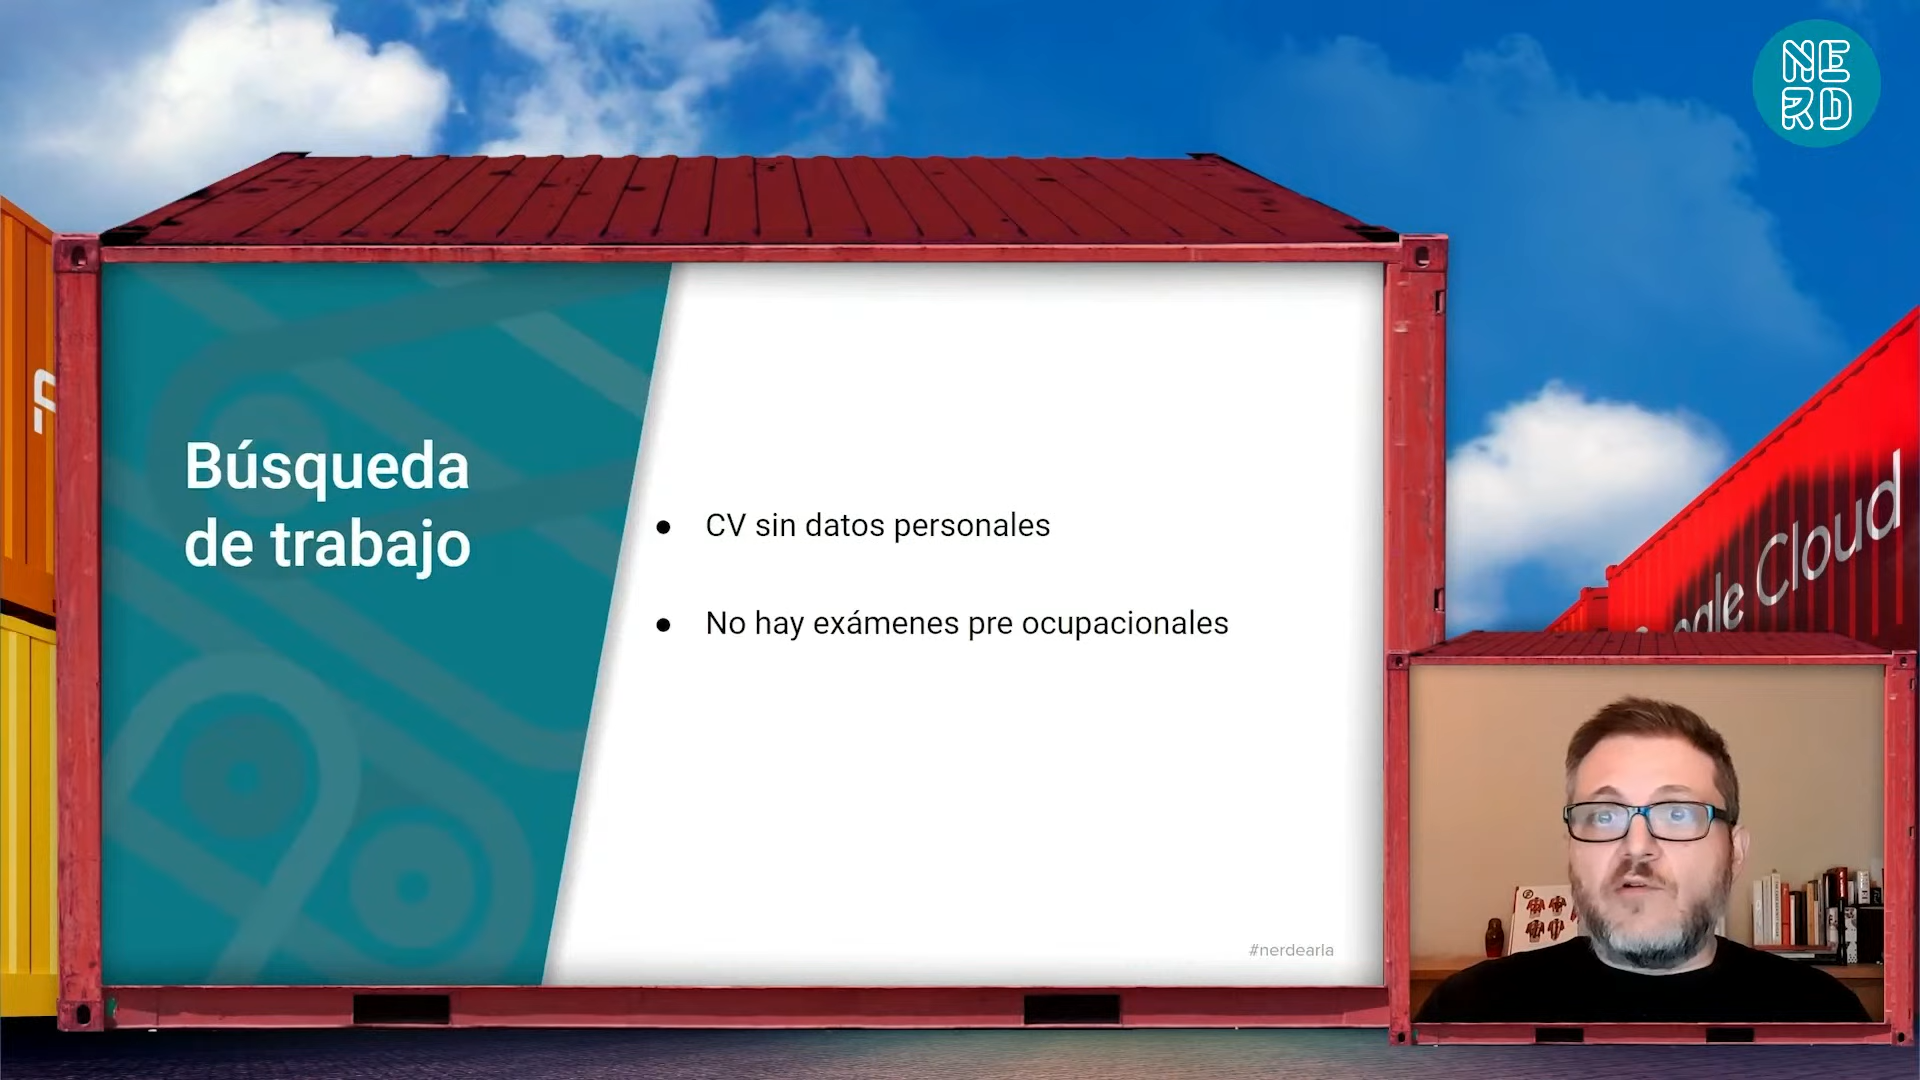 NE
RD
Búsqueda
de trabajo
● CV sin datos personales
● No hay exámenes pre ocupacionales
#nerdearla
Cloud